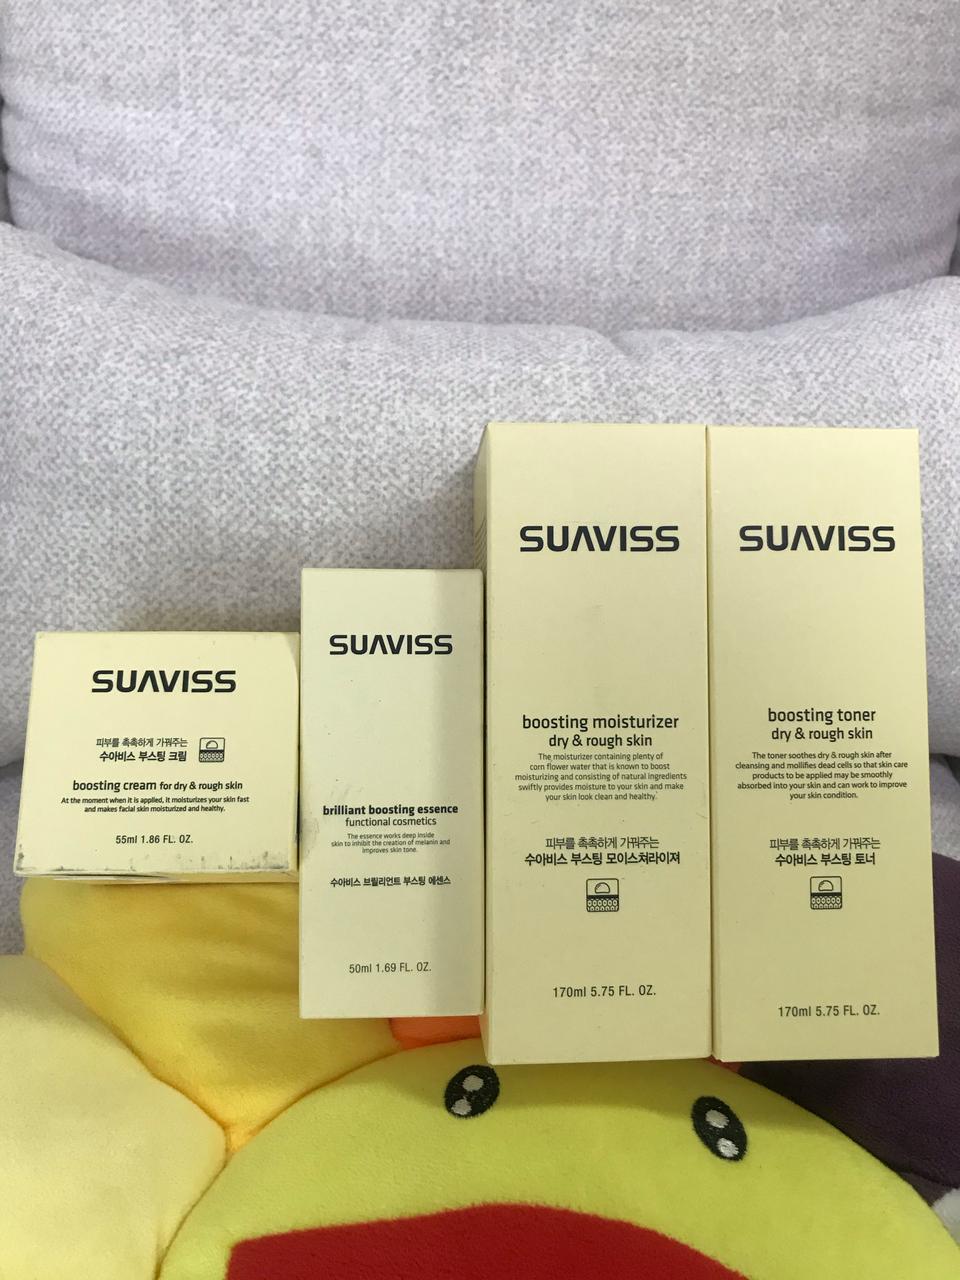 SUAVISS
피부를 촉촉하게 가꿔주는
수아비스 부스팅 크림
boosting cream for dry & rough skin
At the moment when it is applied, it moisturizes your skin fast
and makes facial skin moisturized and healthy.
55ml 1.86 FL. OZ.
SUAVISS
brilliant boosting essence
functional cosmetics
The essence works deep inside
skin to inhibit the creation of melanin and
improves skin tone.
수아비스 브릴리언트 부스팅 에센스
50ml 1.69 FL. OZ.
SUAVISS
boosting moisturizer
dry & rough skin
The moisturizer containing plenty of
corn flower water that is known to boost
moisturizing and consisting of natural ingredients
swiftly provides moisture to your skin and make
your skin look clean and healthy.
피부를 촉촉하게 가꿔주는
수아비스 부스팅 모이스쳐라이져
170ml 5.75 FL. OZ.
SUAVISS
boosting toner
dry & rough skin
The toner soothes dry & rough skin after
cleansing and mollifies dead cells so that skin care
products to be applied may be smoothly
absorbed into your skin and can work to improve
your skin condition.
피부를 촉촉하게 가꿔주는
수아비스 부스팅 토너
170ml 5.75 FL. OZ.